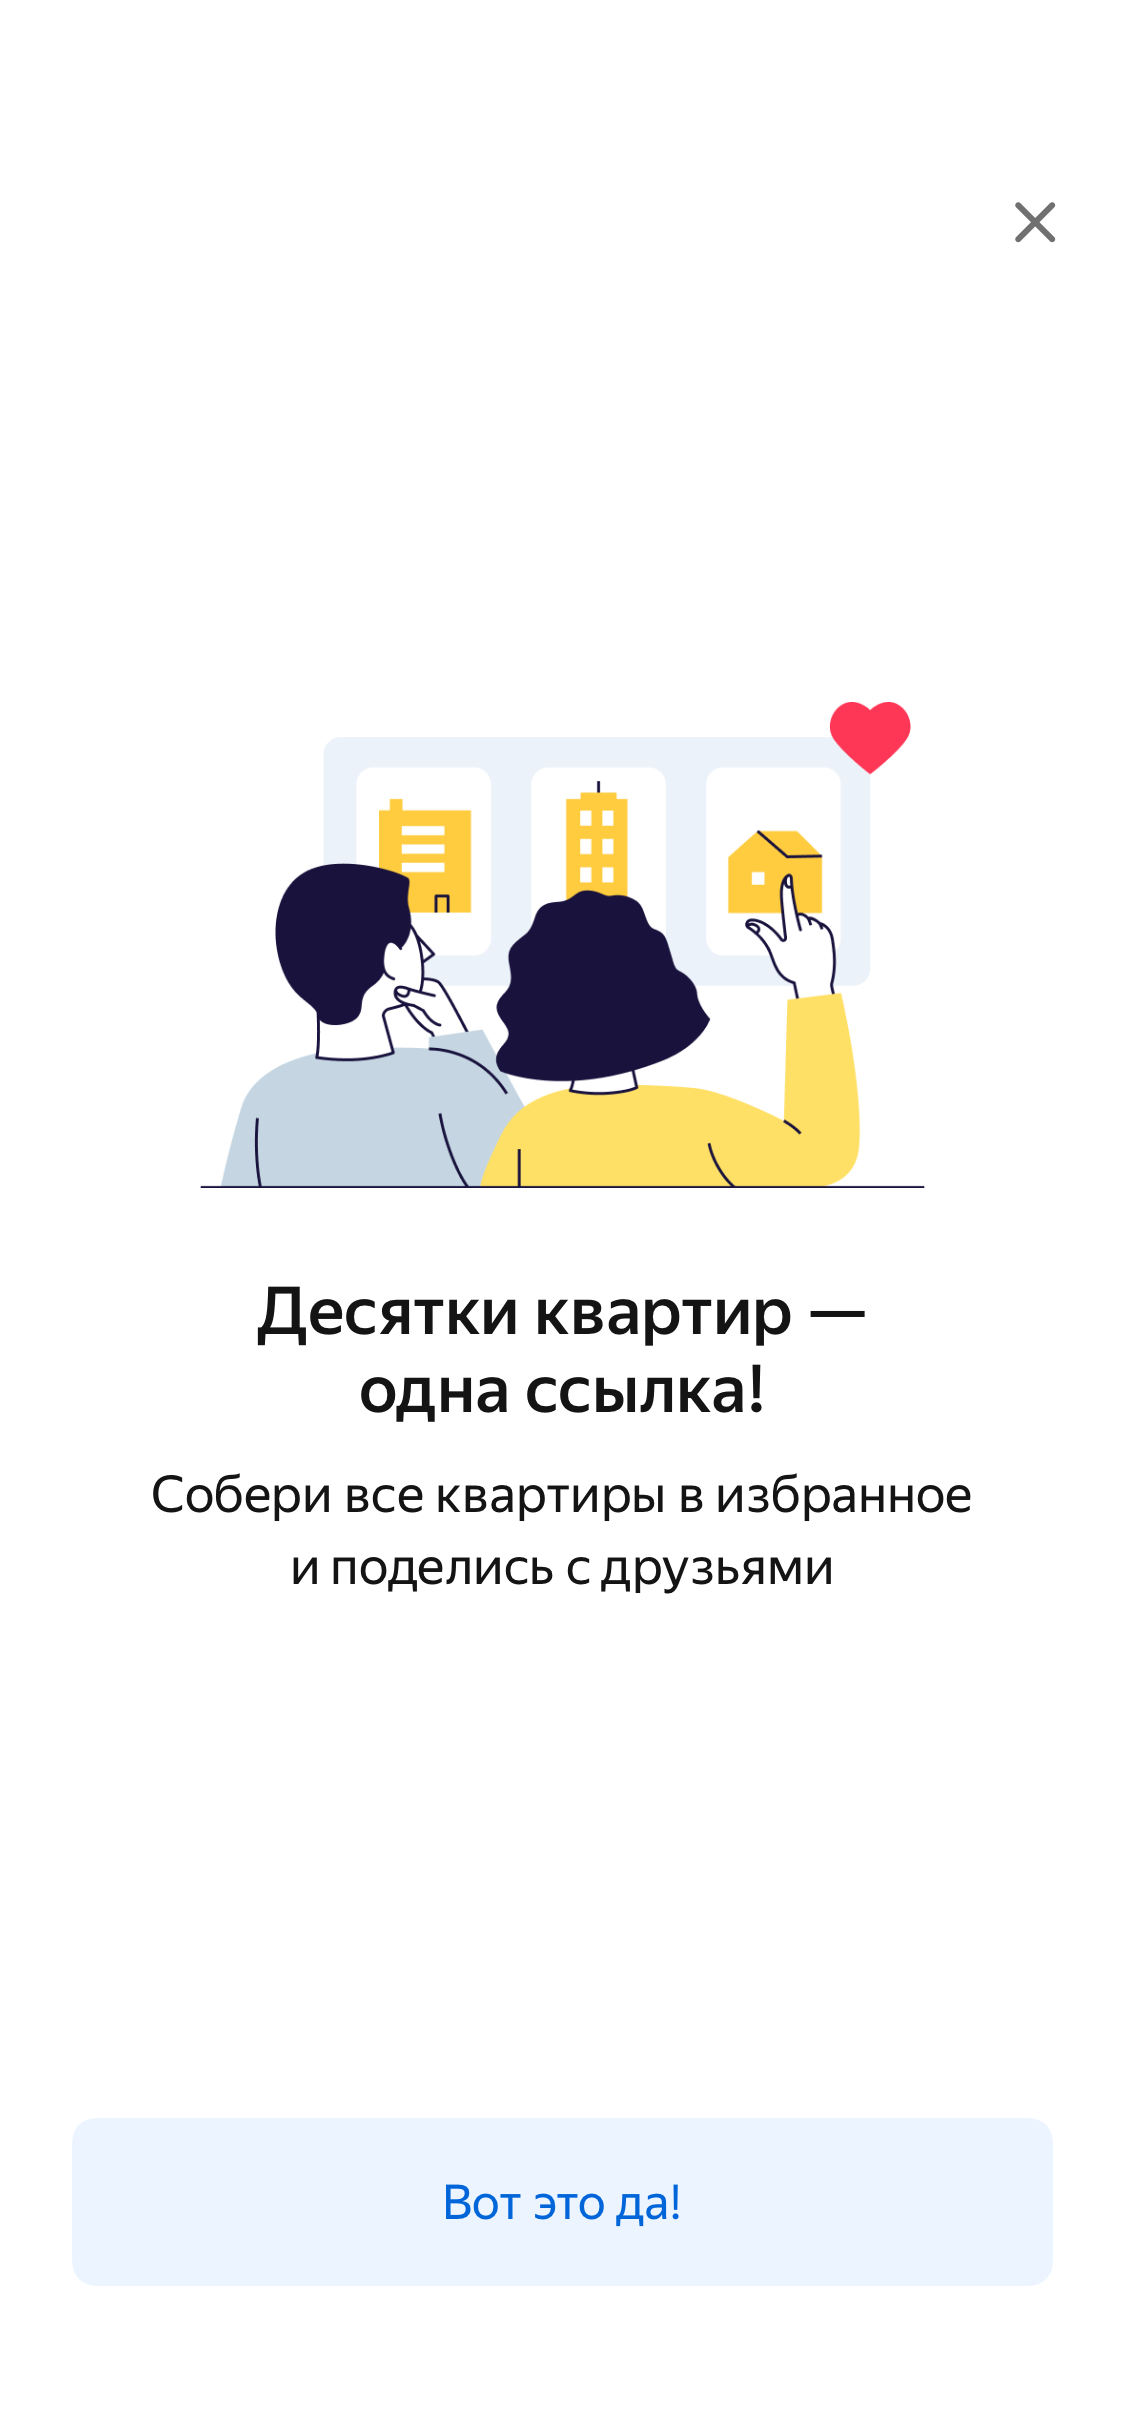 Десятки квартир —
одна ссылка!
Собери все квартиры в избранное
и поделись с друзьями
Вот это да!